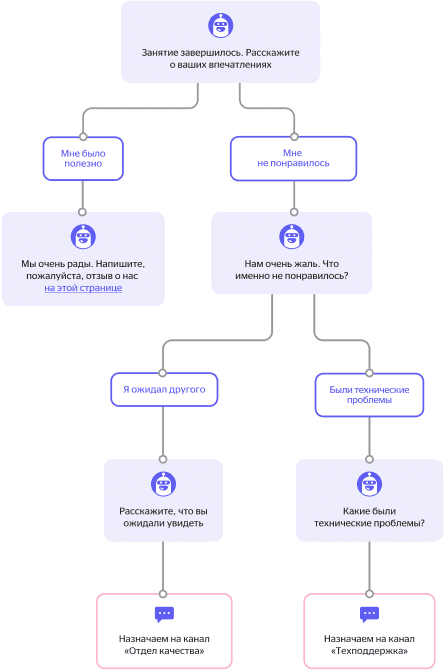 Занятие завершилось. Расскажите
о ваших впечатлениях
Мне было
полезно
Мне
не понравилось
Мы очень рады. Напишите,
пожалуйста, отзыв о нас
на этой странице
Нам очень жаль. Что
именно не понравилось?
Я ожидал другого
Были технические
проблемы
Расскажите, что вы
ожидали увидеть
Какие были
технические проблемы?
Назначаем на канал
«Отдел качества»
Назначаем на канал
«Техподдержка»